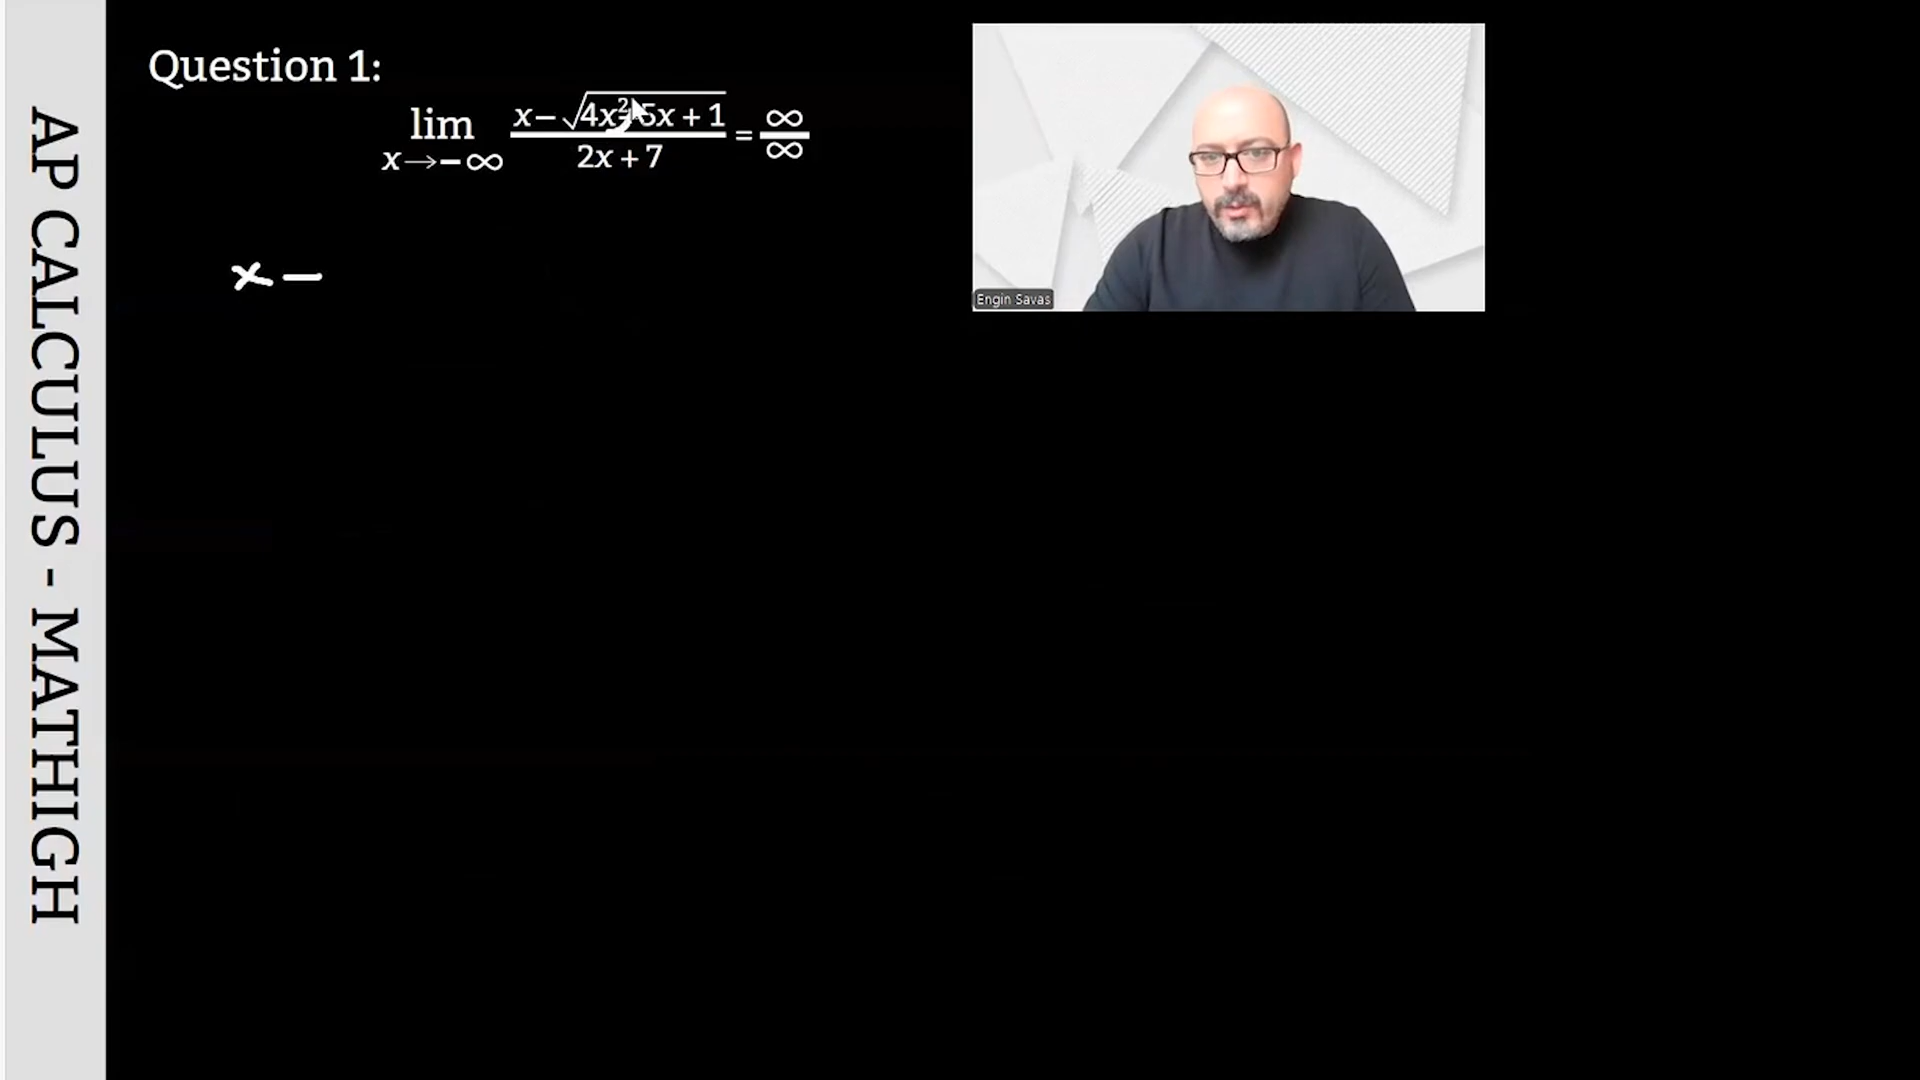 AP CALCULUS - MATHIGH
Question 1:
lim x→-∞ (x-√(4x²-5x+1))/(2x+7) = ∞/∞
x -
Engin Savas